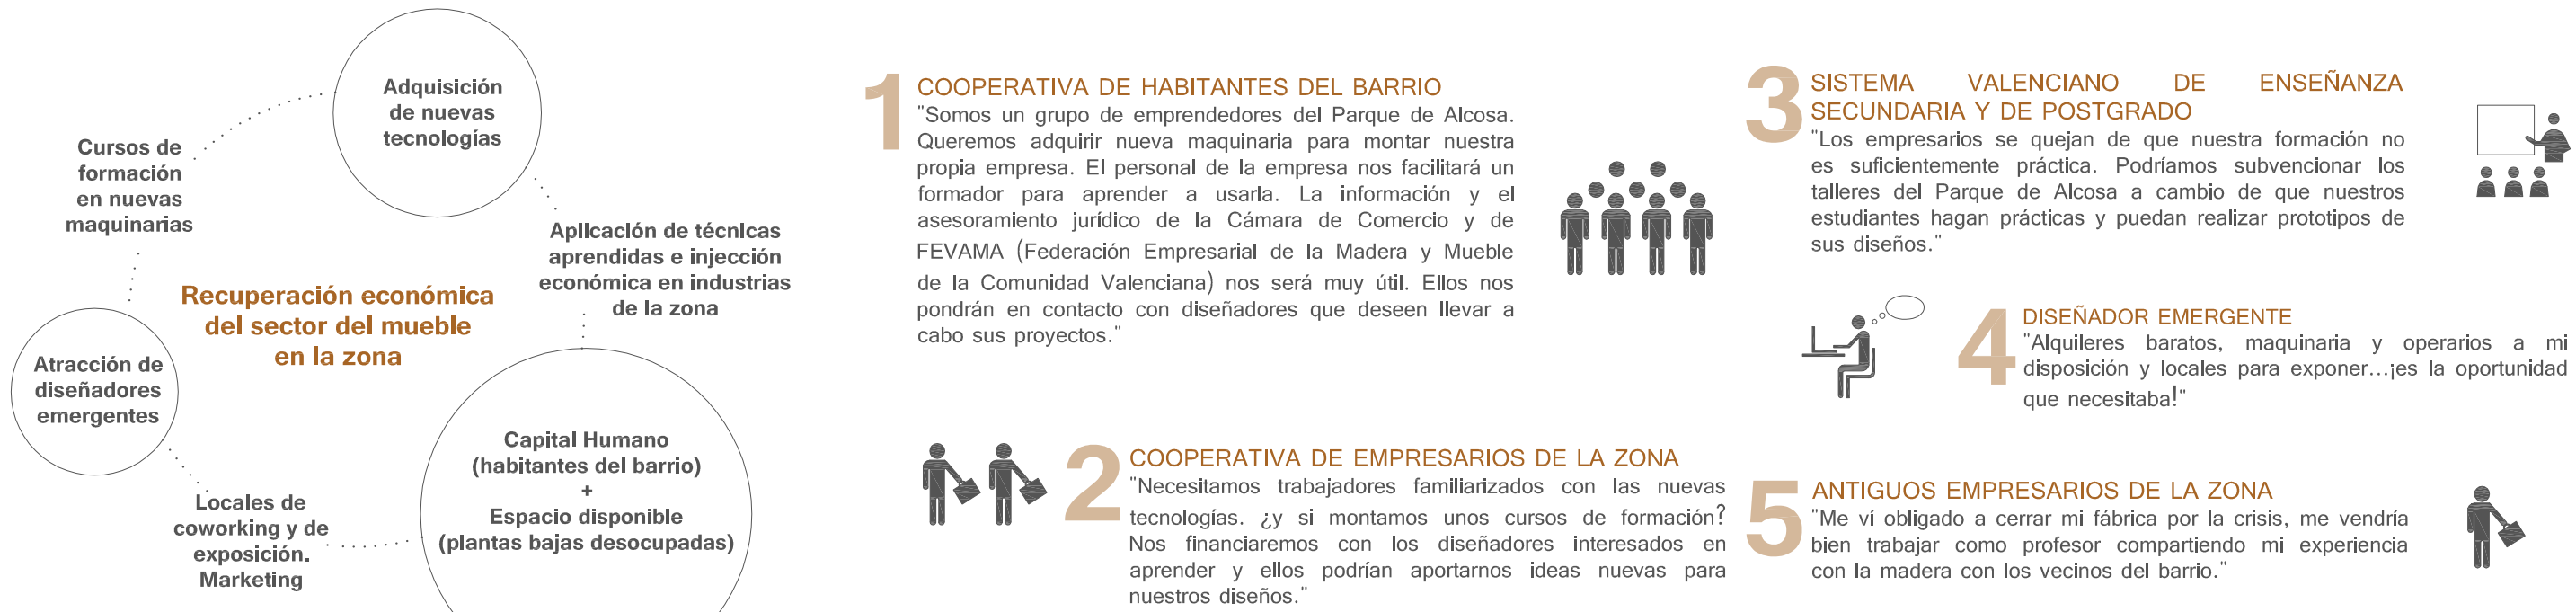 Adquisición
de nuevas
tecnologías
Cursos de
formación
en nuevas
maquinarias
Aplicación de técnicas
aprendidas e injección
económica en industrias
de la zona
Recuperación económica
del sector del mueble
en la zona
Atracción de
diseñadores
emergentes
Capital Humano
(habitantes del barrio)
+
Espacio disponible
(plantas bajas desocupadas)
Locales de
coworking y de
exposición.
Marketing
1
COOPERATIVA DE HABITANTES DEL BARRIO
"Somos un grupo de emprendedores del Parque de Alcosa.
Queremos adquirir nueva maquinaria para montar nuestra
propia empresa. El personal de la empresa nos facilitará un
formador para aprender a usarla. La información y el
asesoramiento jurídico de la Cámara de Comercio y de
FEVAMA (Federación Empresarial de la Madera y Mueble
de la Comunidad Valenciana) nos será muy útil. Ellos nos
pondrán en contacto con diseñadores que deseen llevar a
cabo sus proyectos."
2
COOPERATIVA DE EMPRESARIOS DE LA ZONA
"Necesitamos trabajadores familiarizados con las nuevas
tecnologías. ¿y si montamos unos cursos de formación?
Nos financiaremos con los diseñadores interesados en
aprender y ellos podrían aportarnos ideas nuevas para
nuestros diseños."
3
SISTEMA VALENCIANO DE ENSEÑANZA
SECUNDARIA Y DE POSTGRADO
"Los empresarios se quejan de que nuestra formación no
es suficientemente práctica. Podríamos subvencionar los
talleres del Parque de Alcosa a cambio de que nuestros
estudiantes hagan prácticas y puedan realizar prototipos de
sus diseños."
4
DISEÑADOR EMERGENTE
"Alquileres baratos, maquinaria y operarios a mi
disposición y locales para exponer...¡es la oportunidad
que necesitaba!"
5
ANTIGUOS EMPRESARIOS DE LA ZONA
"Me ví obligado a cerrar mi fábrica por la crisis, me vendría
bien trabajar como profesor compartiendo mi experiencia
con la madera con los vecinos del barrio."